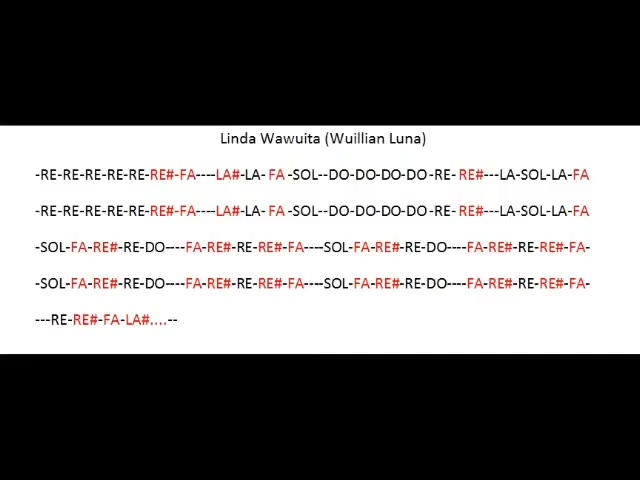 Linda Wawuita (Wuillian Luna)
-RE-RE-RE-RE-RE-RE#-FA----LA#-LA- FA -SOL--DO-DO-DO-DO -RE- RE#---LA-SOL-LA-FA
-RE-RE-RE-RE-RE-RE#-FA----LA#-LA- FA -SOL--DO-DO-DO-DO -RE- RE#---LA-SOL-LA-FA
-SOL-FA-RE#-RE-DO----FA-RE#-RE-RE#-FA----SOL-FA-RE#-RE-DO----FA-RE#-RE-RE#-FA-
-SOL-FA-RE#-RE-DO----FA-RE#-RE-RE#-FA----SOL-FA-RE#-RE-DO----FA-RE#-RE-RE#-FA-
---RE-RE#-FA-LA#....--